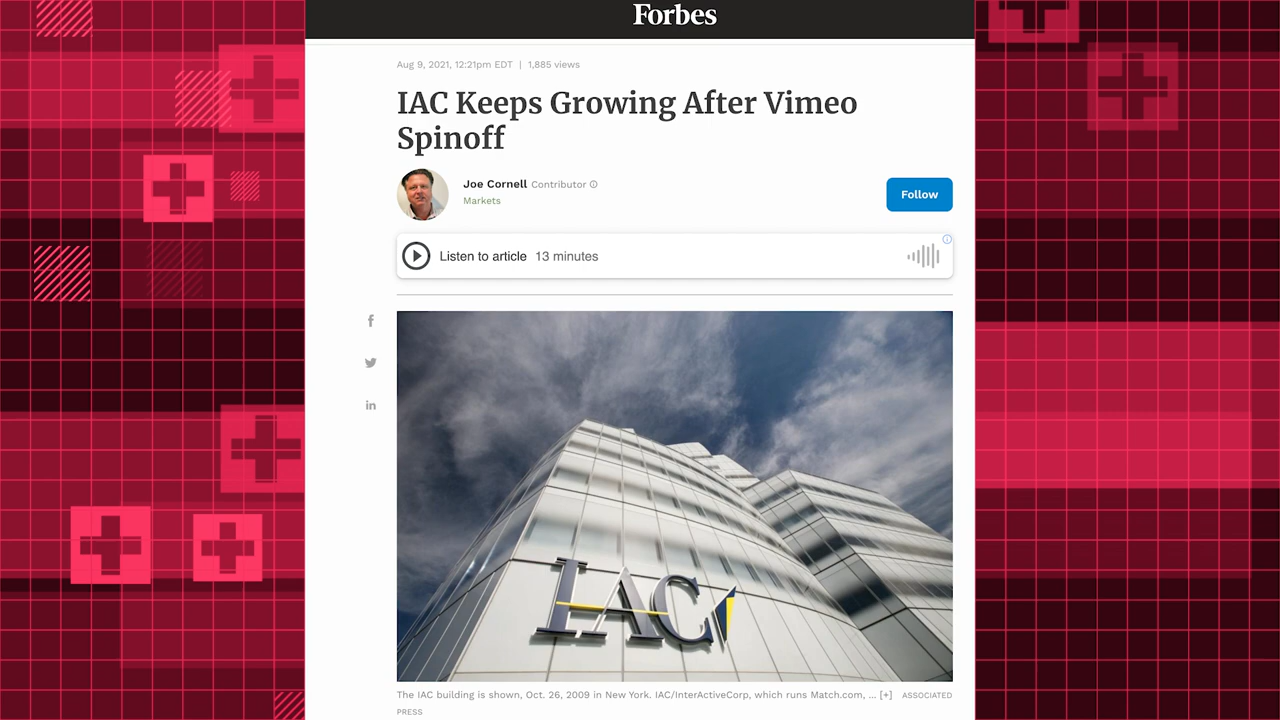 Forbes
Aug 9, 2021, 12:21pm EDT | 1,885 views
IAC Keeps Growing After Vimeo
Spinoff
Joe Cornell Contributor
Markets
Follow
Listen to article 13 minutes
f
in
IAC
The IAC building is shown, Oct. 26, 2009 in New York. IAC/InterActiveCorp, which runs Match.com, ... [+] ASSOCIATED
PRESS